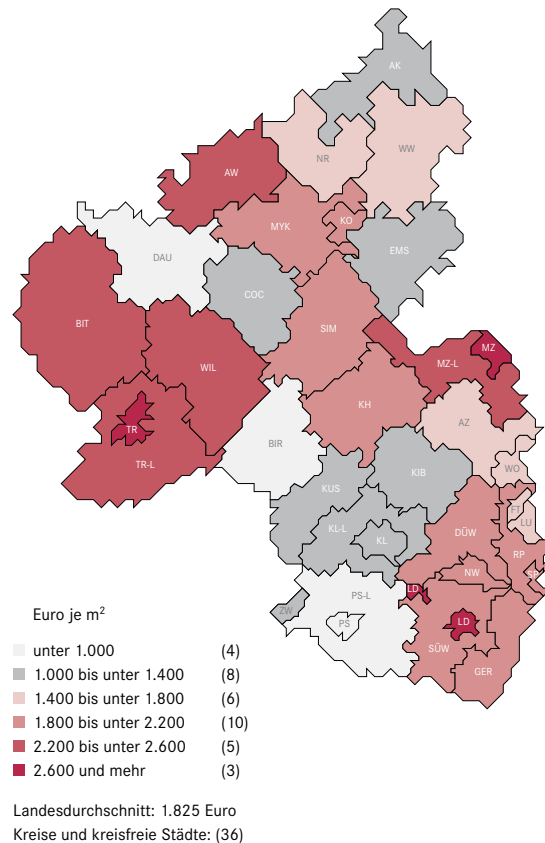 AK
NR
WW
AW
MYK
KO
EMS
DAU
COC
BIT
SIM
WIL
MZ-L
MZ
KH
AZ
TR
TR-L
BIR
KIB
WO
KUS
KL-L
KL
FT
LU
DÜW
RP
NW
SP
LD
PS-L
ZW
PS
LD
SÜW
GER
Euro je m²
unter 1.000 (4)
1.000 bis unter 1.400 (8)
1.400 bis unter 1.800 (6)
1.800 bis unter 2.200 (10)
2.200 bis unter 2.600 (5)
2.600 und mehr (3)
Landesdurchschnitt: 1.825 Euro
Kreise und kreisfreie Städte: (36)